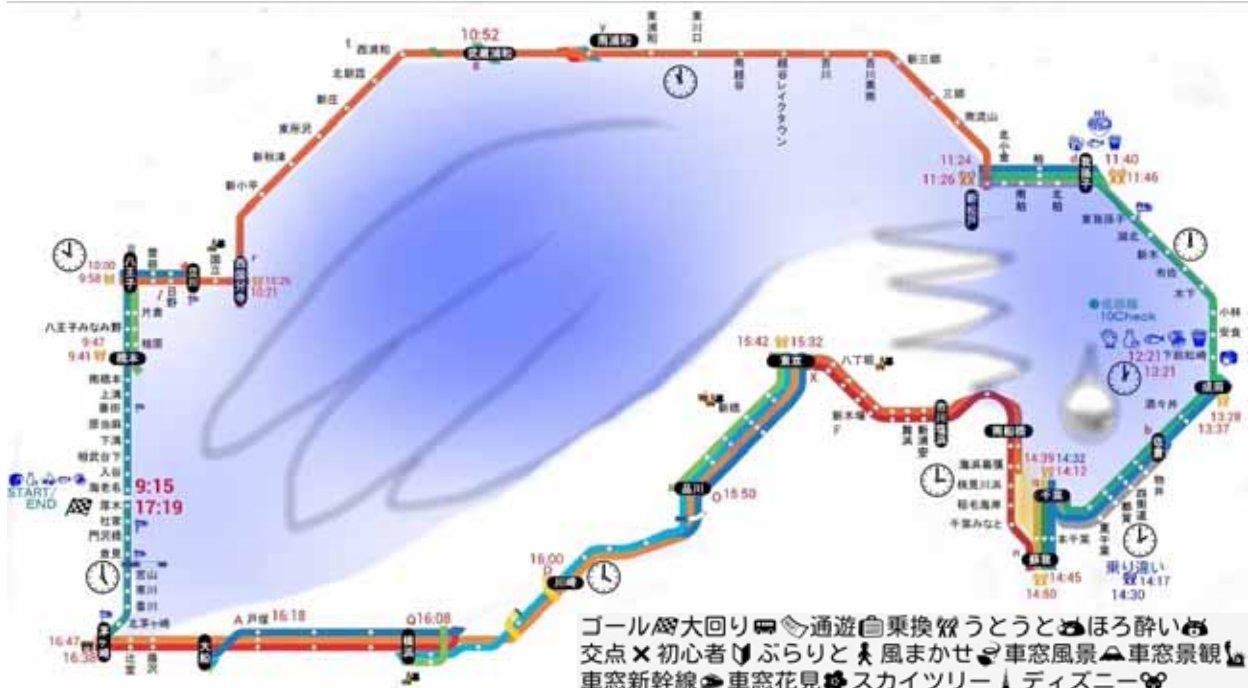 10:52
武蔵浦和
南浦和
東浦和
東川口
南越谷
越谷レイクタウン
吉川
吉川美南
新三郷
三郷
南流山
西浦和
北朝霞
新庄
東所沢
新秋津
新小平
北小金
柏
我孫子
11:24
11:26
新松戸
南柏
北柏
11:40
11:46
東我孫子
湖北
新木
布佐
木下
小林
安食
成田線
10Check
12:21 下総松崎
13:21
成田
13:28
13:37
酒々井
佐倉
物井
四街道
都賀
東千葉
乗り違い
14:17
14:30
10:00
9:58
八王子
豊田
日野
立川
国立
西国分寺
10:26
10:21
片倉
八王子みなみ野
相原
9:47
9:41
橋本
南橋本
上溝
番田
原当麻
下溝
相武台下
入谷
海老名
9:15
START/
END
厚木
17:19
社家
門沢橋
倉見
宮山
寒川
香川
北茅ヶ崎
16:47
16:38
茅ヶ崎
辻堂
藤沢
大船
A 戸塚 16:18
横浜
16:08
16:00
川崎
品川
15:50
新橋
15:42
15:32
東京
八丁堀
新木場
舞浜
新浦安
市川塩浜
南船橋
海浜幕張
検見川浜
稲毛海岸
千葉みなと
14:39
14:32
14:12
千葉
本千葉
蘇我
14:45
14:50
ゴール 大回り 通遊 乗換 うとうと ほろ酔い
交点 初心者 ぶらりと 風まかせ 車窓風景 車窓景観
車窓新幹線 車窓花見 スカイツリー ディズニー